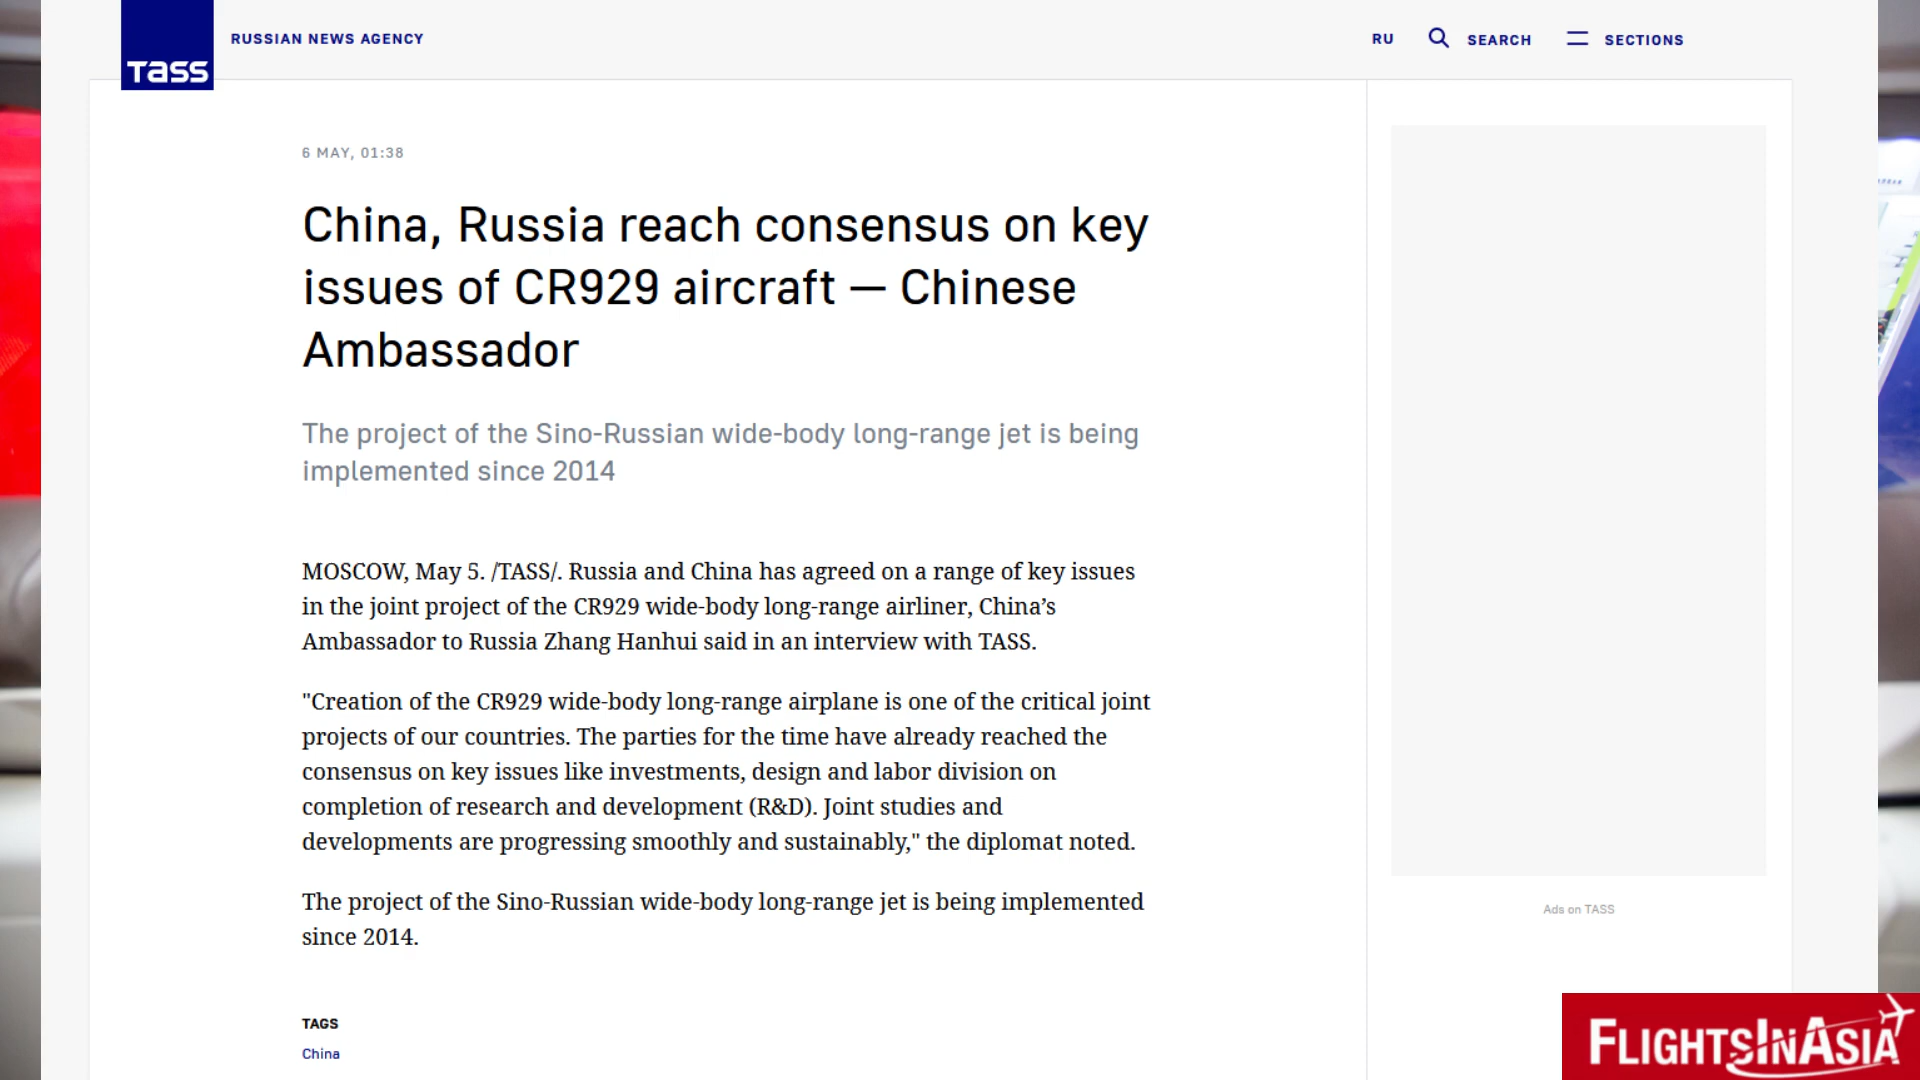 TASS
RUSSIAN NEWS AGENCY
RU
SEARCH
SECTIONS
6 MAY, 01:38
China, Russia reach consensus on key
issues of CR929 aircraft — Chinese
Ambassador
The project of the Sino-Russian wide-body long-range jet is being
implemented since 2014
MOSCOW, May 5. /TASS/. Russia and China has agreed on a range of key issues
in the joint project of the CR929 wide-body long-range airliner, China’s
Ambassador to Russia Zhang Hanhui said in an interview with TASS.
"Creation of the CR929 wide-body long-range airplane is one of the critical joint
projects of our countries. The parties for the time have already reached the
consensus on key issues like investments, design and labor division on
completion of research and development (R&D). Joint studies and
developments are progressing smoothly and sustainably," the diplomat noted.
The project of the Sino-Russian wide-body long-range jet is being implemented
since 2014.
Ads on TASS
TAGS
China
FLIGHTSINASIA